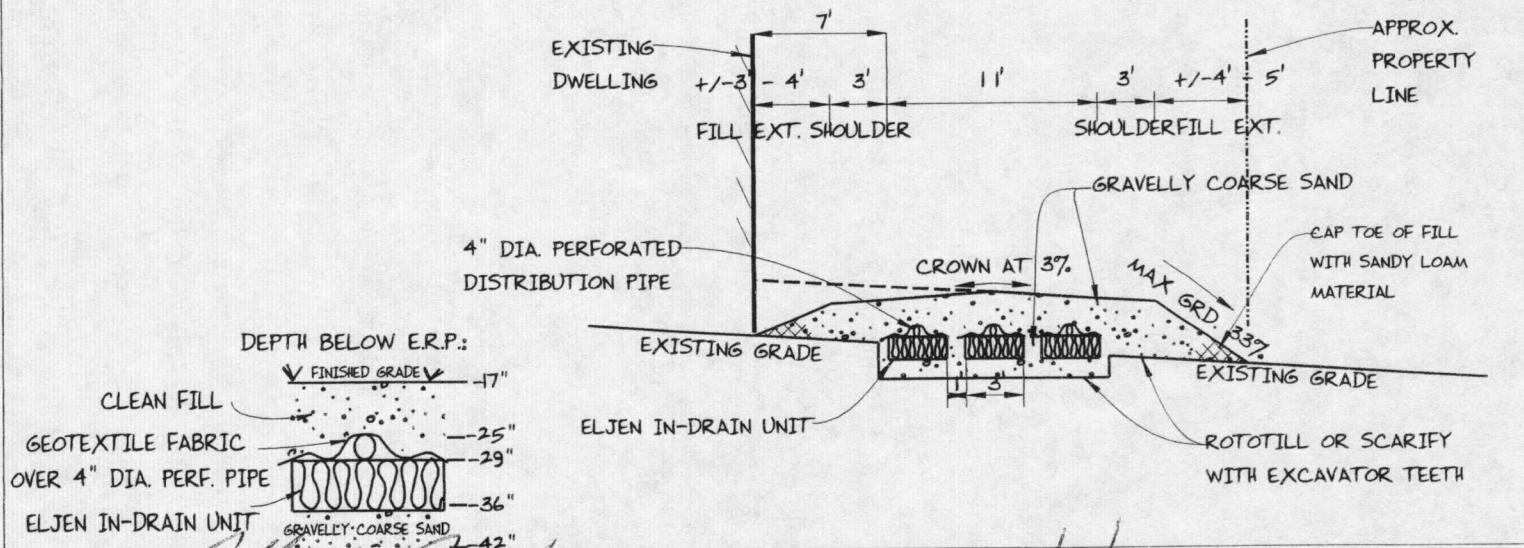 7'
EXISTING
DWELLING
+/-3' - 4'
3'
11'
3'
+/-4' - 5'
APPROX.
PROPERTY
LINE
FILL EXT.
SHOULDER
SHOULDER
FILL EXT.
GRAVELLY COARSE SAND
4" DIA. PERFORATED
DISTRIBUTION PIPE
CROWN AT 3%
MAX GRD 33%
CAP TOE OF FILL
WITH SANDY LOAM
MATERIAL
EXISTING GRADE
EXISTING GRADE
1'
3'
ELJEN IN-DRAIN UNIT
ROTOTILL OR SCARIFY
WITH EXCAVATOR TEETH
DEPTH BELOW E.R.P.:
FINISHED GRADE
-17"
CLEAN FILL
GEOTEXTILE FABRIC
-25"
OVER 4" DIA. PERF. PIPE
-29"
-36"
ELJEN IN-DRAIN UNIT
GRAVELLY COARSE SAND
-42"